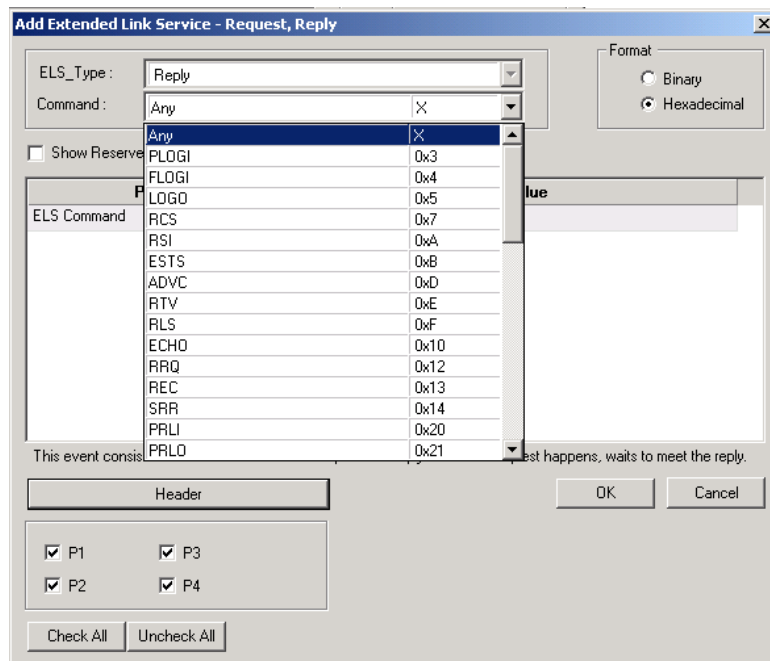 Add Extended Link Service - Request, Reply
Format
ELS_Type : Reply
Binary
Command : Any X
Hexadecimal
Any X
Show Reserve
PLOGI 0x3
FLOGI 0x4
P lue
LOGO 0x5
ELS Command
RCS 0x7
RSI 0xA
ESTS 0xB
ADVC 0xD
RTV 0xE
RLS 0xF
ECHO 0x10
RRQ 0x12
REC 0x13
SRR 0x14
PRLI 0x20
PRLO 0x21
This event consis est happens, waits to meet the reply.
Header
OK Cancel
P1 P3
P2 P4
Check All Uncheck All